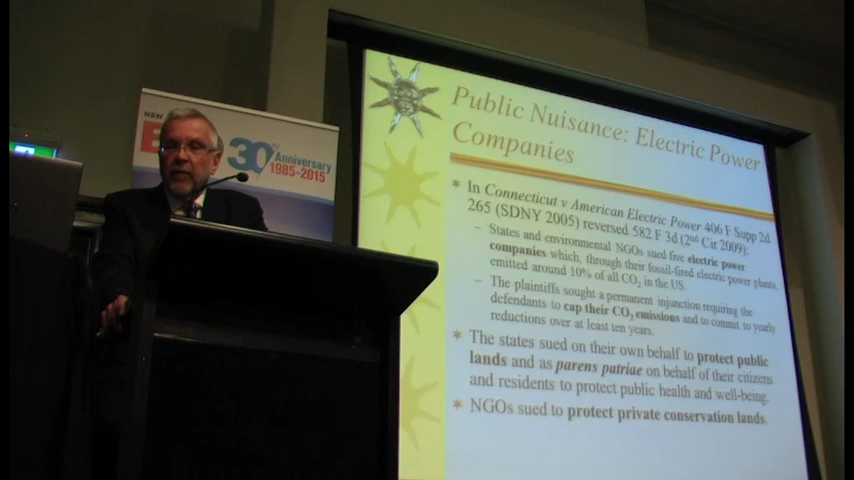 NSW
E
30
Anniversary
1985-2015
Public Nuisance: Electric Power
Companies
In Connecticut v American Electric Power 406 F Supp 2d
265 (SDNY 2005) reversed 582 F 3d (2nd Cir 2009):
– States and environmental NGOs sued five electric power
companies which, through their fossil-fired electric power plants,
emitted around 10% of all CO2 in the US.
– The plaintiffs sought a permanent injunction requiring the
defendants to cap their CO2 emissions and to commit to yearly
reductions over at least ten years.
The states sued on their own behalf to protect public
lands and as parens patriae on behalf of their citizens
and residents to protect public health and well-being.
NGOs sued to protect private conservation lands.